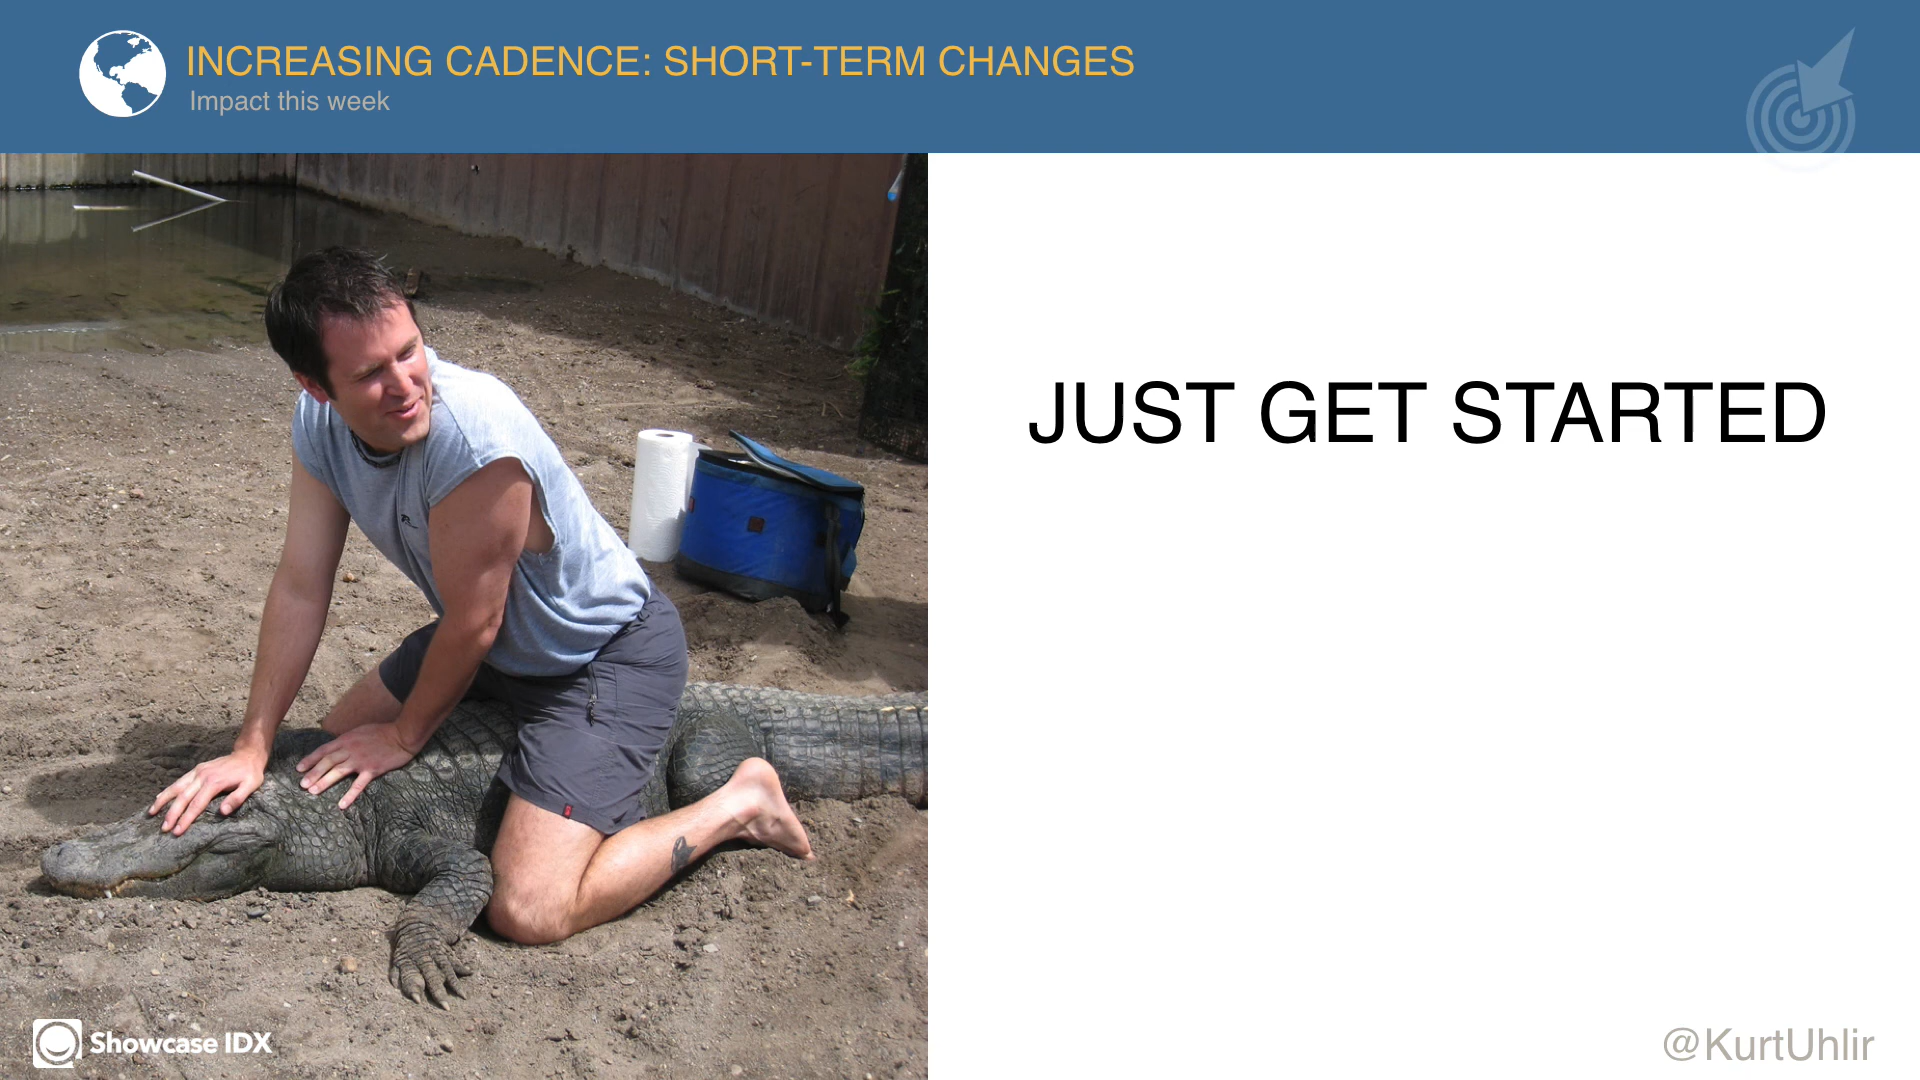 INCREASING CADENCE: SHORT-TERM CHANGES
Impact this week
JUST GET STARTED
Showcase IDX
@KurtUhlir